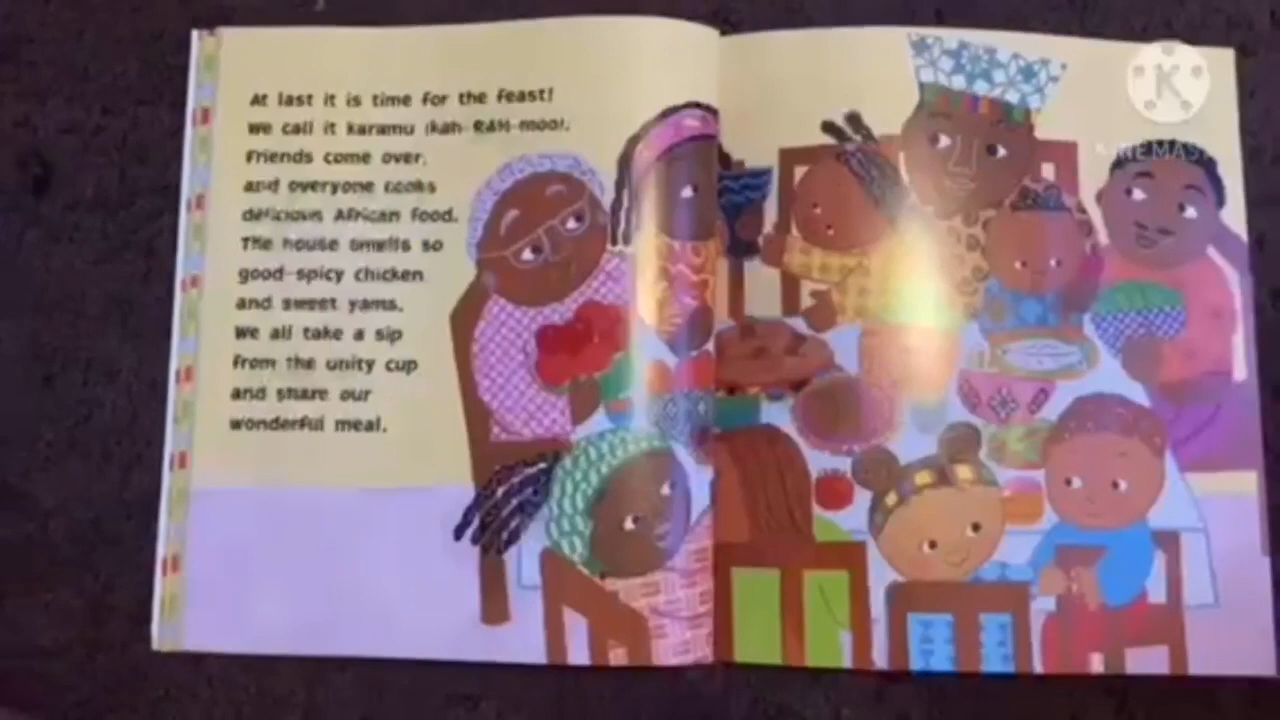 At last it is time for the feast!
We call it karamu (kah-RAH-moo).
Friends come over,
and everyone cooks
delicious African food.
The house smells so
good-spicy chicken
and sweet yams.
We all take a sip
from the unity cup
and share our
wonderful meal.
K
KINEMAS